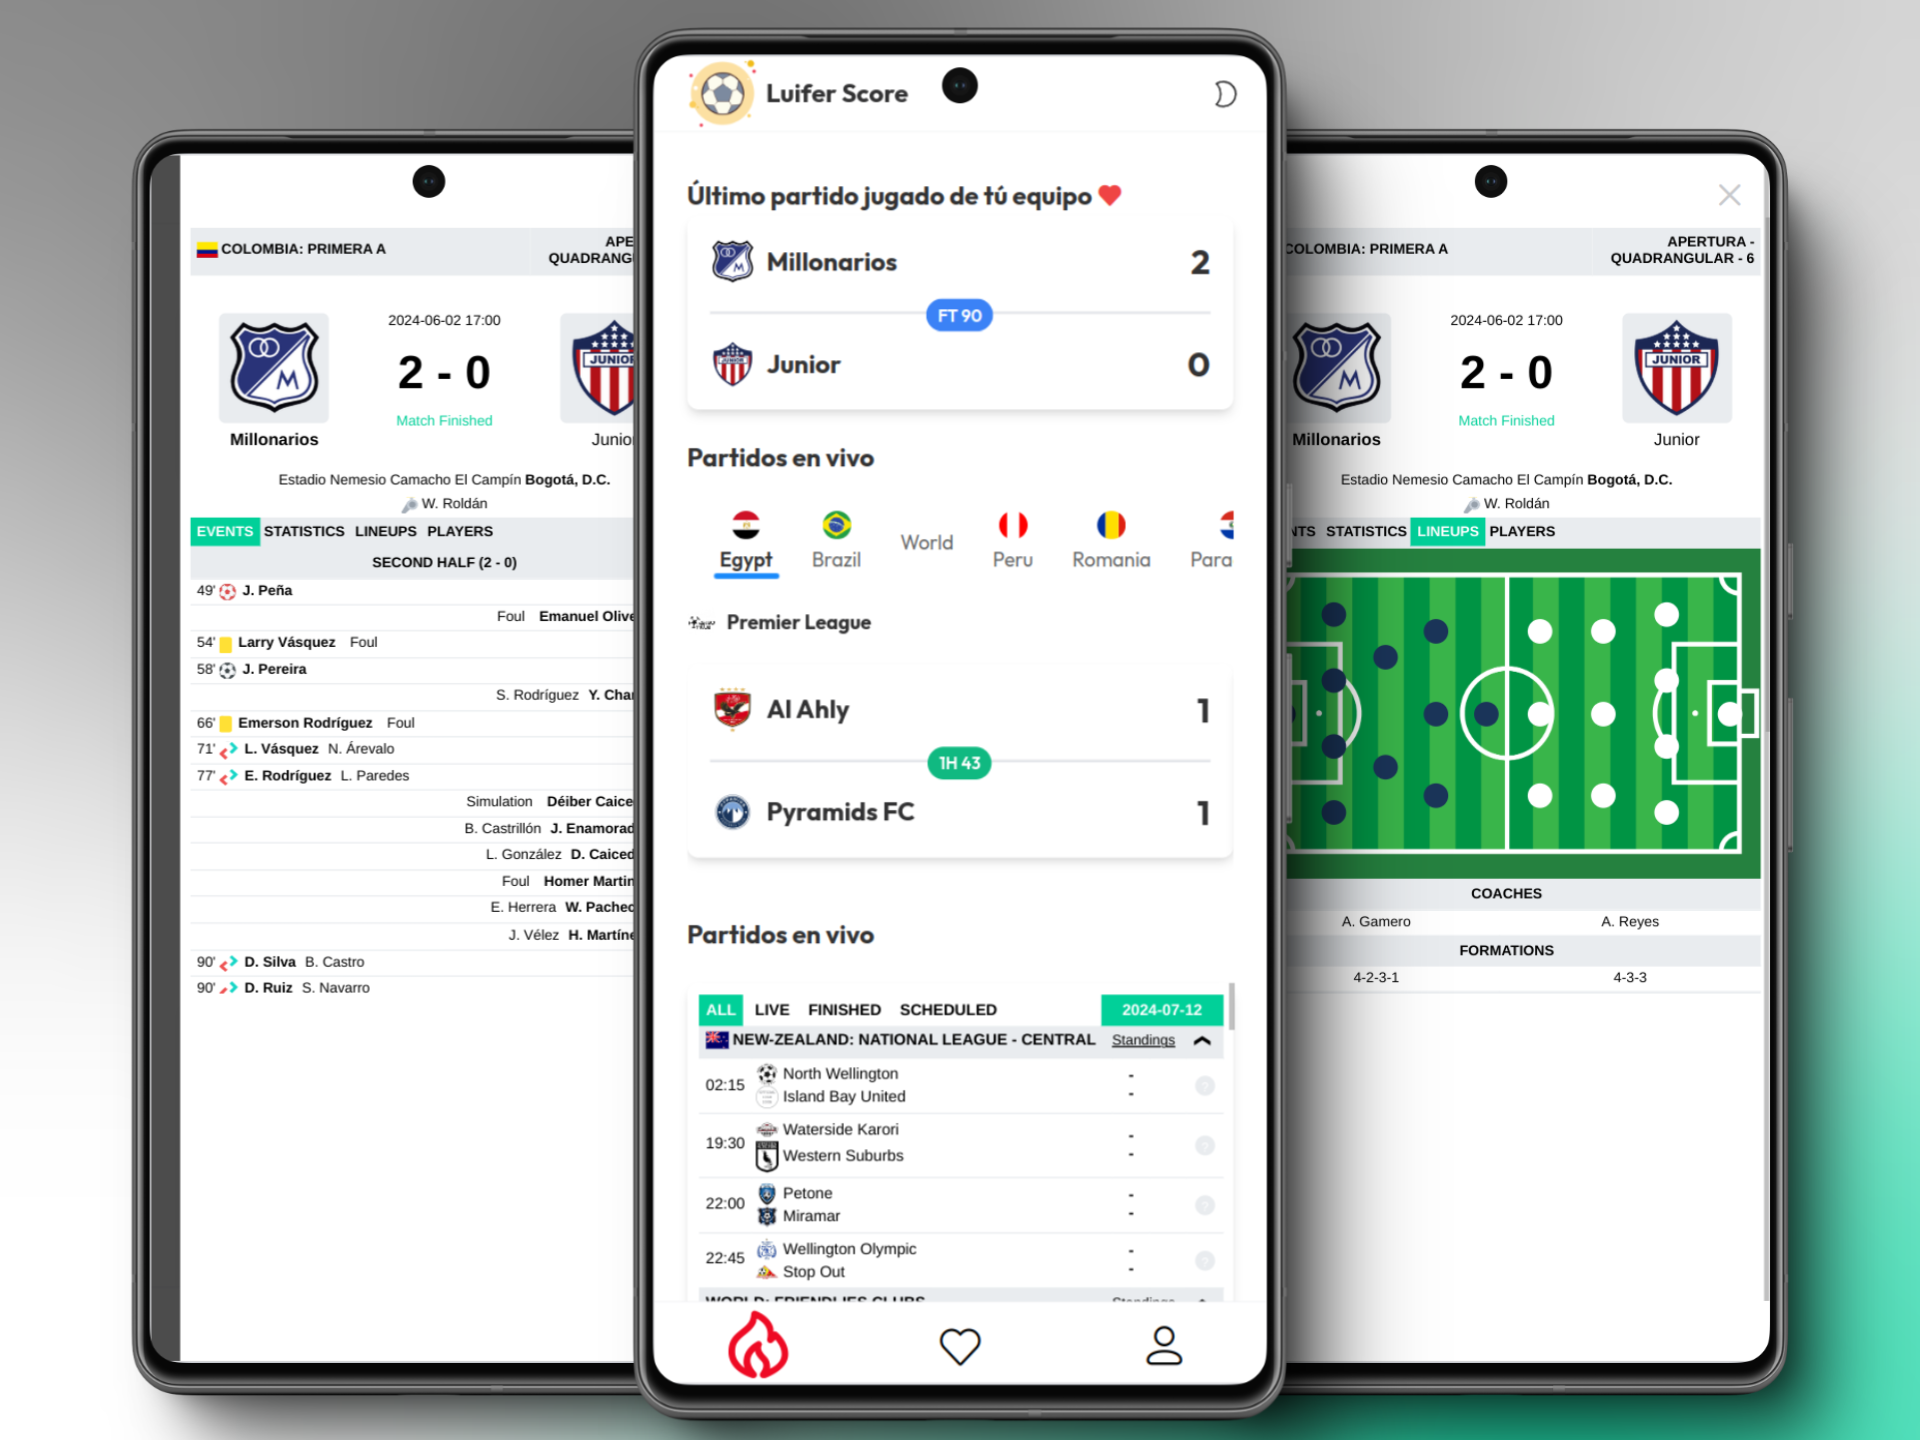 COLOMBIA: PRIMERA A
APE
QUADRANG
2024-06-02 17:00
2 - 0
Match Finished
Millonarios
JUNIOR
Junior
Estadio Nemesio Camacho El Campín Bogotá, D.C.
W. Roldán
EVENTS STATISTICS LINEUPS PLAYERS
SECOND HALF (2 - 0)
49' J. Peña
Foul Emanuel Olive
54' Larry Vásquez Foul
58' J. Pereira
S. Rodríguez Y. Char
66' Emerson Rodríguez Foul
71' L. Vásquez N. Árevalo
77' E. Rodríguez L. Paredes
Simulation Déiber Caice
B. Castrillón J. Enamorad
L. González D. Caiced
Foul Homer Martin
E. Herrera W. Pachec
J. Vélez H. Martíne
90' D. Silva B. Castro
90' D. Ruiz S. Navarro
Luifer Score
Último partido jugado de tú equipo
Millonarios 2
FT 90
Junior 0
Partidos en vivo
Egypt Brazil World Peru Romania Para
Premier League
Al Ahly 1
1H 43
Pyramids FC 1
Partidos en vivo
ALL LIVE FINISHED SCHEDULED 2024-07-12
NEW-ZEALAND: NATIONAL LEAGUE - CENTRAL Standings
02:15 North Wellington -
Island Bay United -
19:30 Waterside Karori -
Western Suburbs -
22:00 Petone -
Miramar -
22:45 Wellington Olympic -
Stop Out -
WORLD: FRIENDLIES CLUBS Standings
COLOMBIA: PRIMERA A
APERTURA -
QUADRANGULAR - 6
2024-06-02 17:00
2 - 0
Match Finished
Millonarios
JUNIOR
Junior
Estadio Nemesio Camacho El Campín Bogotá, D.C.
W. Roldán
NTS STATISTICS LINEUPS PLAYERS
COACHES
A. Gamero A. Reyes
FORMATIONS
4-2-3-1 4-3-3